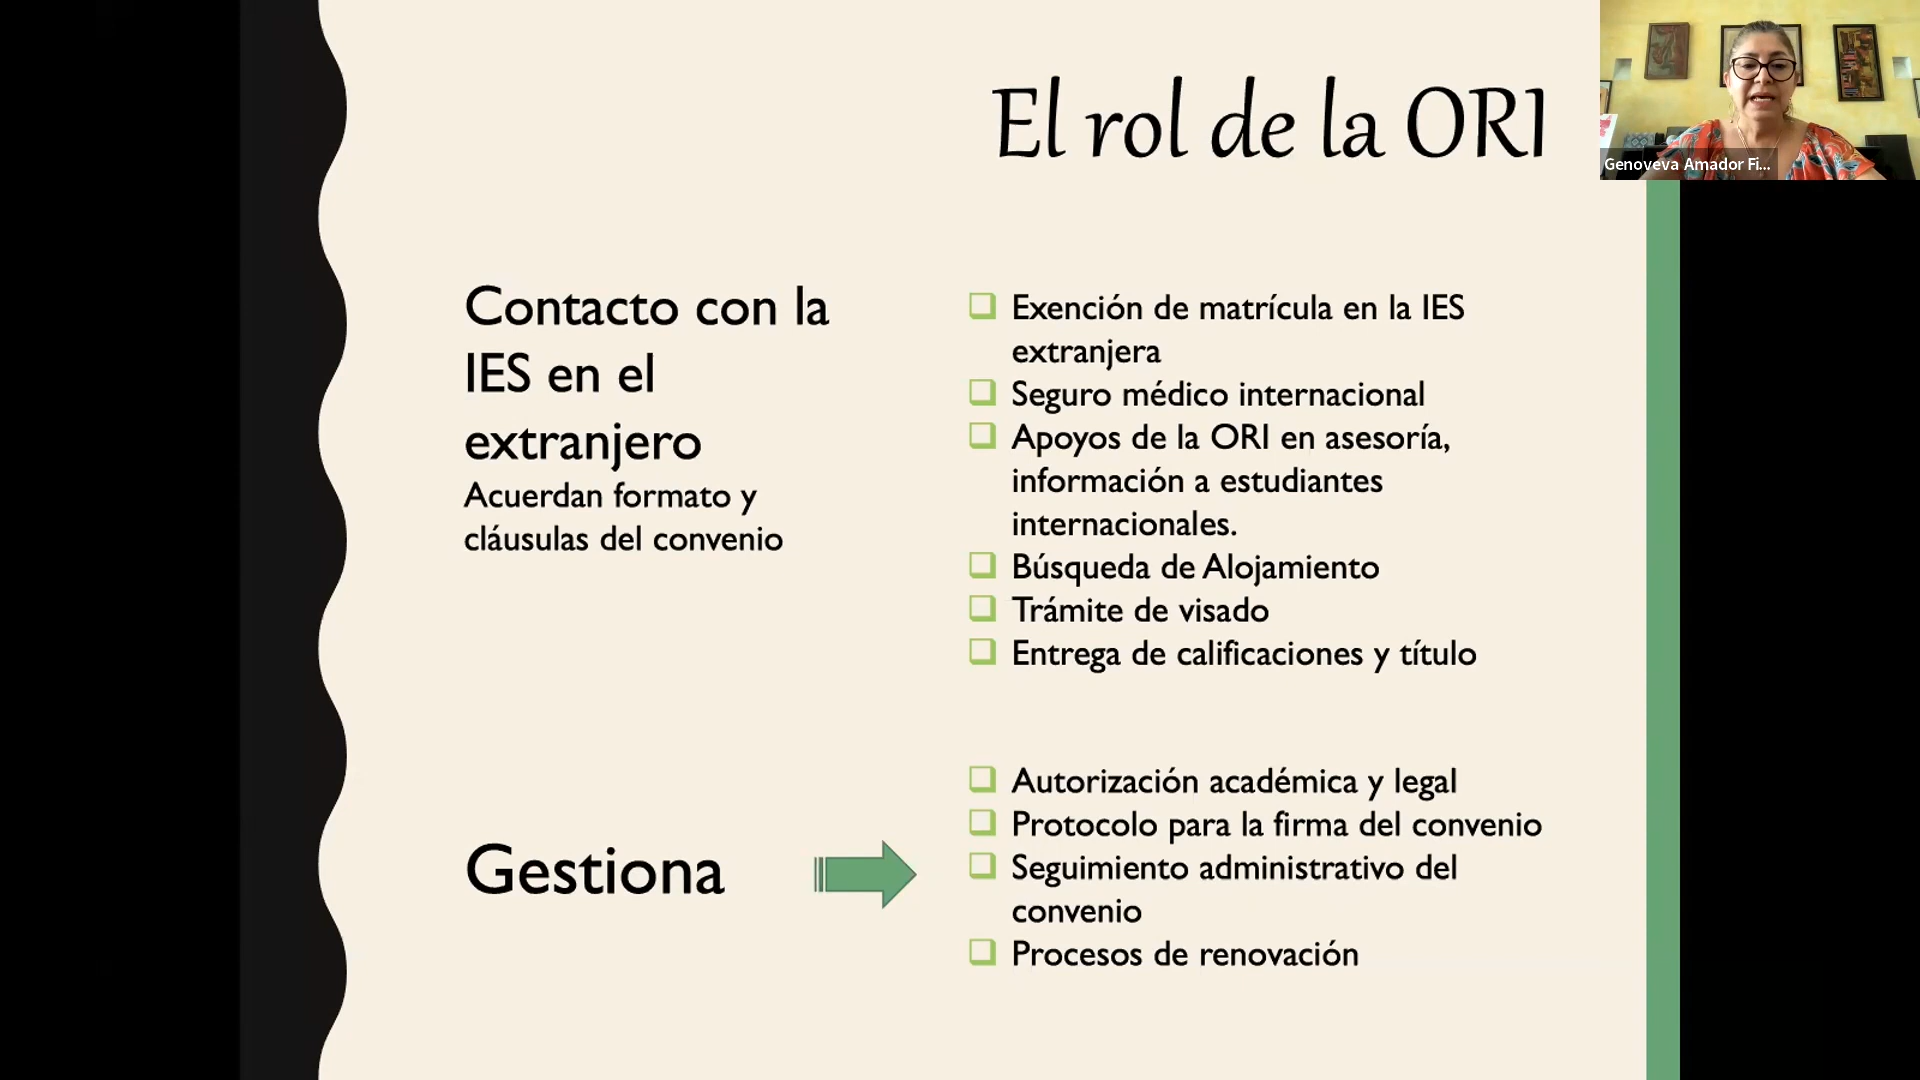 El rol de la ORI
Genoveva Amador Fi...
Contacto con la
IES en el
extranjero
Acuerdan formato y
cláusulas del convenio
Exención de matrícula en la IES
extranjera
Seguro médico internacional
Apoyos de la ORI en asesoría,
información a estudiantes
internacionales.
Búsqueda de Alojamiento
Trámite de visado
Entrega de calificaciones y título
Gestiona
Autorización académica y legal
Protocolo para la firma del convenio
Seguimiento administrativo del
convenio
Procesos de renovación